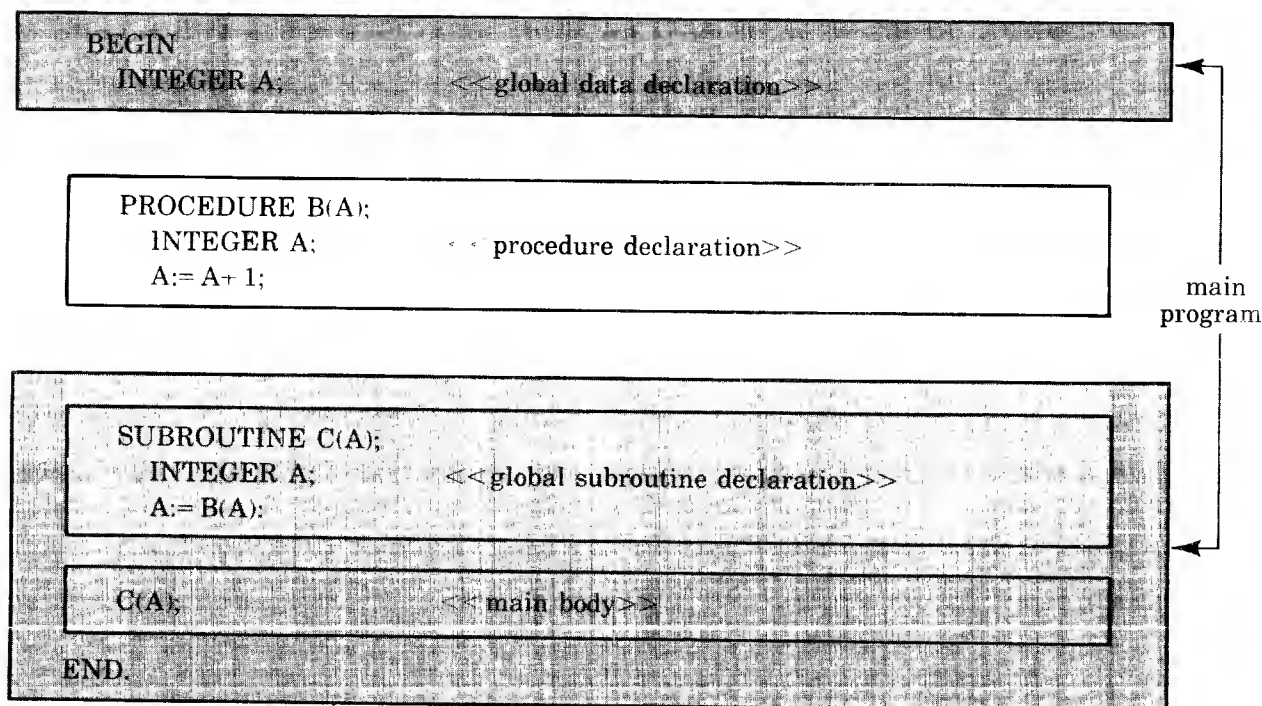 BEGIN
INTEGER A; <<global data declaration>>
PROCEDURE B(A);
INTEGER A; << procedure declaration>>
A:= A+ 1;
main
program
SUBROUTINE C(A);
INTEGER A; <<global subroutine declaration>>
A:= B(A):
C(A); <<main body>>
END.